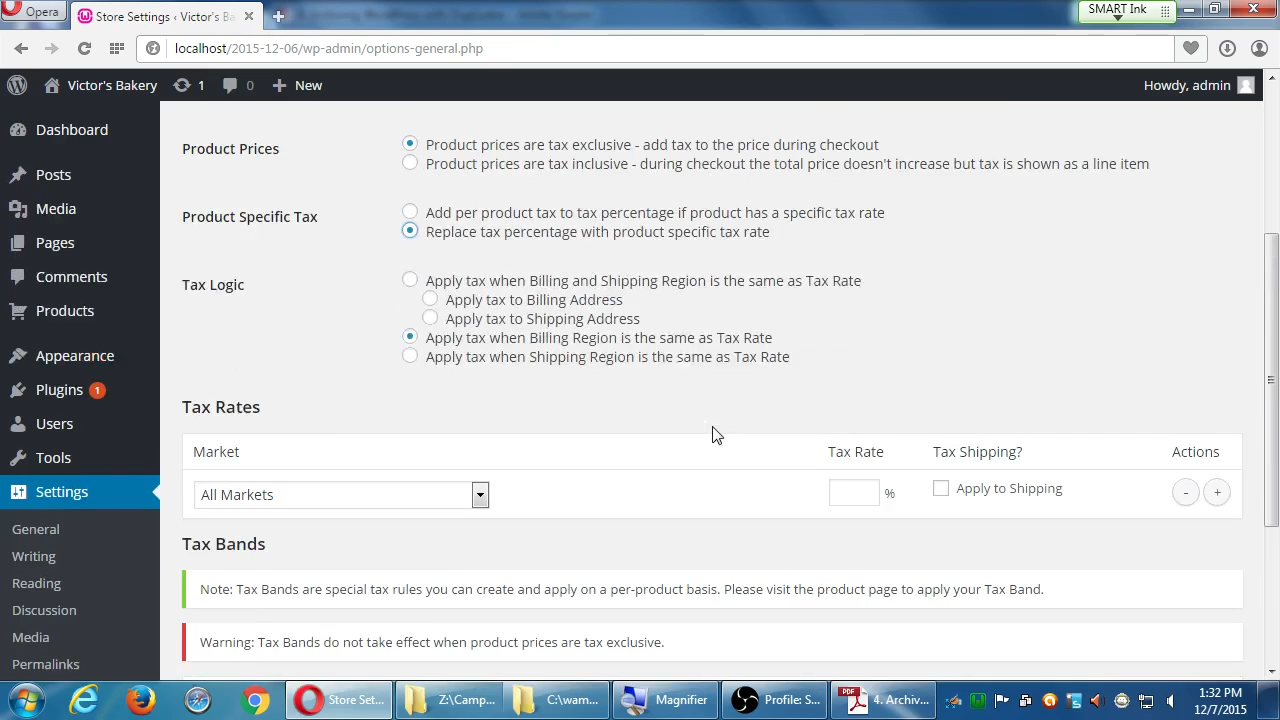 Opera
Store Settings ‹ Victor's B
SMART Ink
localhost/2015-12-06/wp-admin/options-general.php
Victor's Bakery
1
0
New
Howdy, admin
Dashboard
Posts
Media
Pages
Comments
Products
Appearance
Plugins 1
Users
Tools
Settings
General
Writing
Reading
Discussion
Media
Permalinks
Product Prices
Product prices are tax exclusive - add tax to the price during checkout
Product prices are tax inclusive - during checkout the total price doesn't increase but tax is shown as a line item
Product Specific Tax
Add per product tax to tax percentage if product has a specific tax rate
Replace tax percentage with product specific tax rate
Tax Logic
Apply tax when Billing and Shipping Region is the same as Tax Rate
Apply tax to Billing Address
Apply tax to Shipping Address
Apply tax when Billing Region is the same as Tax Rate
Apply tax when Shipping Region is the same as Tax Rate
Tax Rates
Market Tax Rate Tax Shipping? Actions
All Markets % Apply to Shipping - +
Tax Bands
Note: Tax Bands are special tax rules you can create and apply on a per-product basis. Please visit the product page to apply your Tax Band.
Warning: Tax Bands do not take effect when product prices are tax exclusive.
Store Set...
Z:\Camp...
C:\wam...
Magnifier
Profile: S...
PDF
4. Archiv...
1:32 PM
12/7/2015